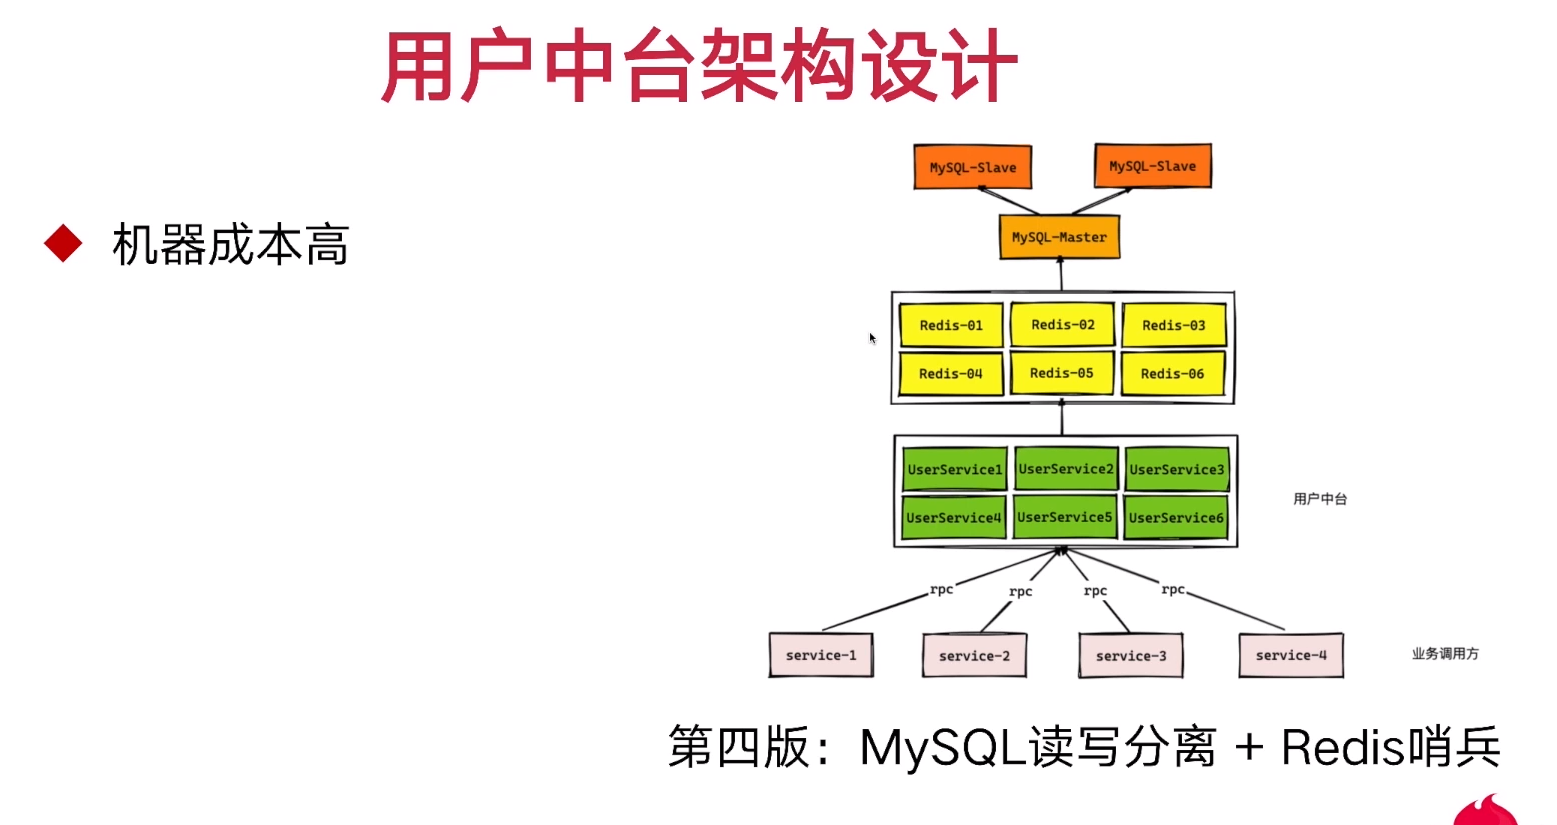 用户中台架构设计
机器成本高
MySQL-Slave
MySQL-Slave
MySQL-Master
Redis-01
Redis-02
Redis-03
Redis-04
Redis-05
Redis-06
UserService1
UserService2
UserService3
UserService4
UserService5
UserService6
用户中台
rpc
rpc
rpc
rpc
service-1
service-2
service-3
service-4
业务调用方
第四版：MySQL读写分离 + Redis哨兵